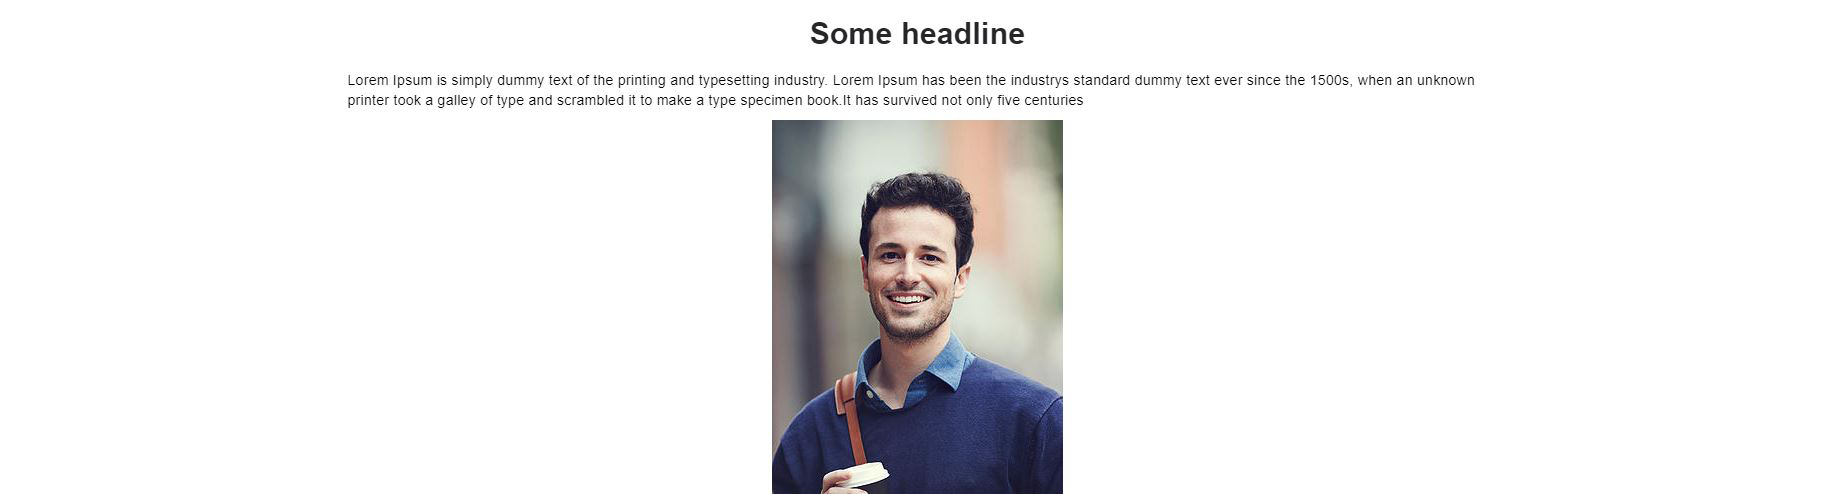 Some headline
Lorem Ipsum is simply dummy text of the printing and typesetting industry. Lorem Ipsum has been the industrys standard dummy text ever since the 1500s, when an unknown
printer took a galley of type and scrambled it to make a type specimen book.It has survived not only five centuries